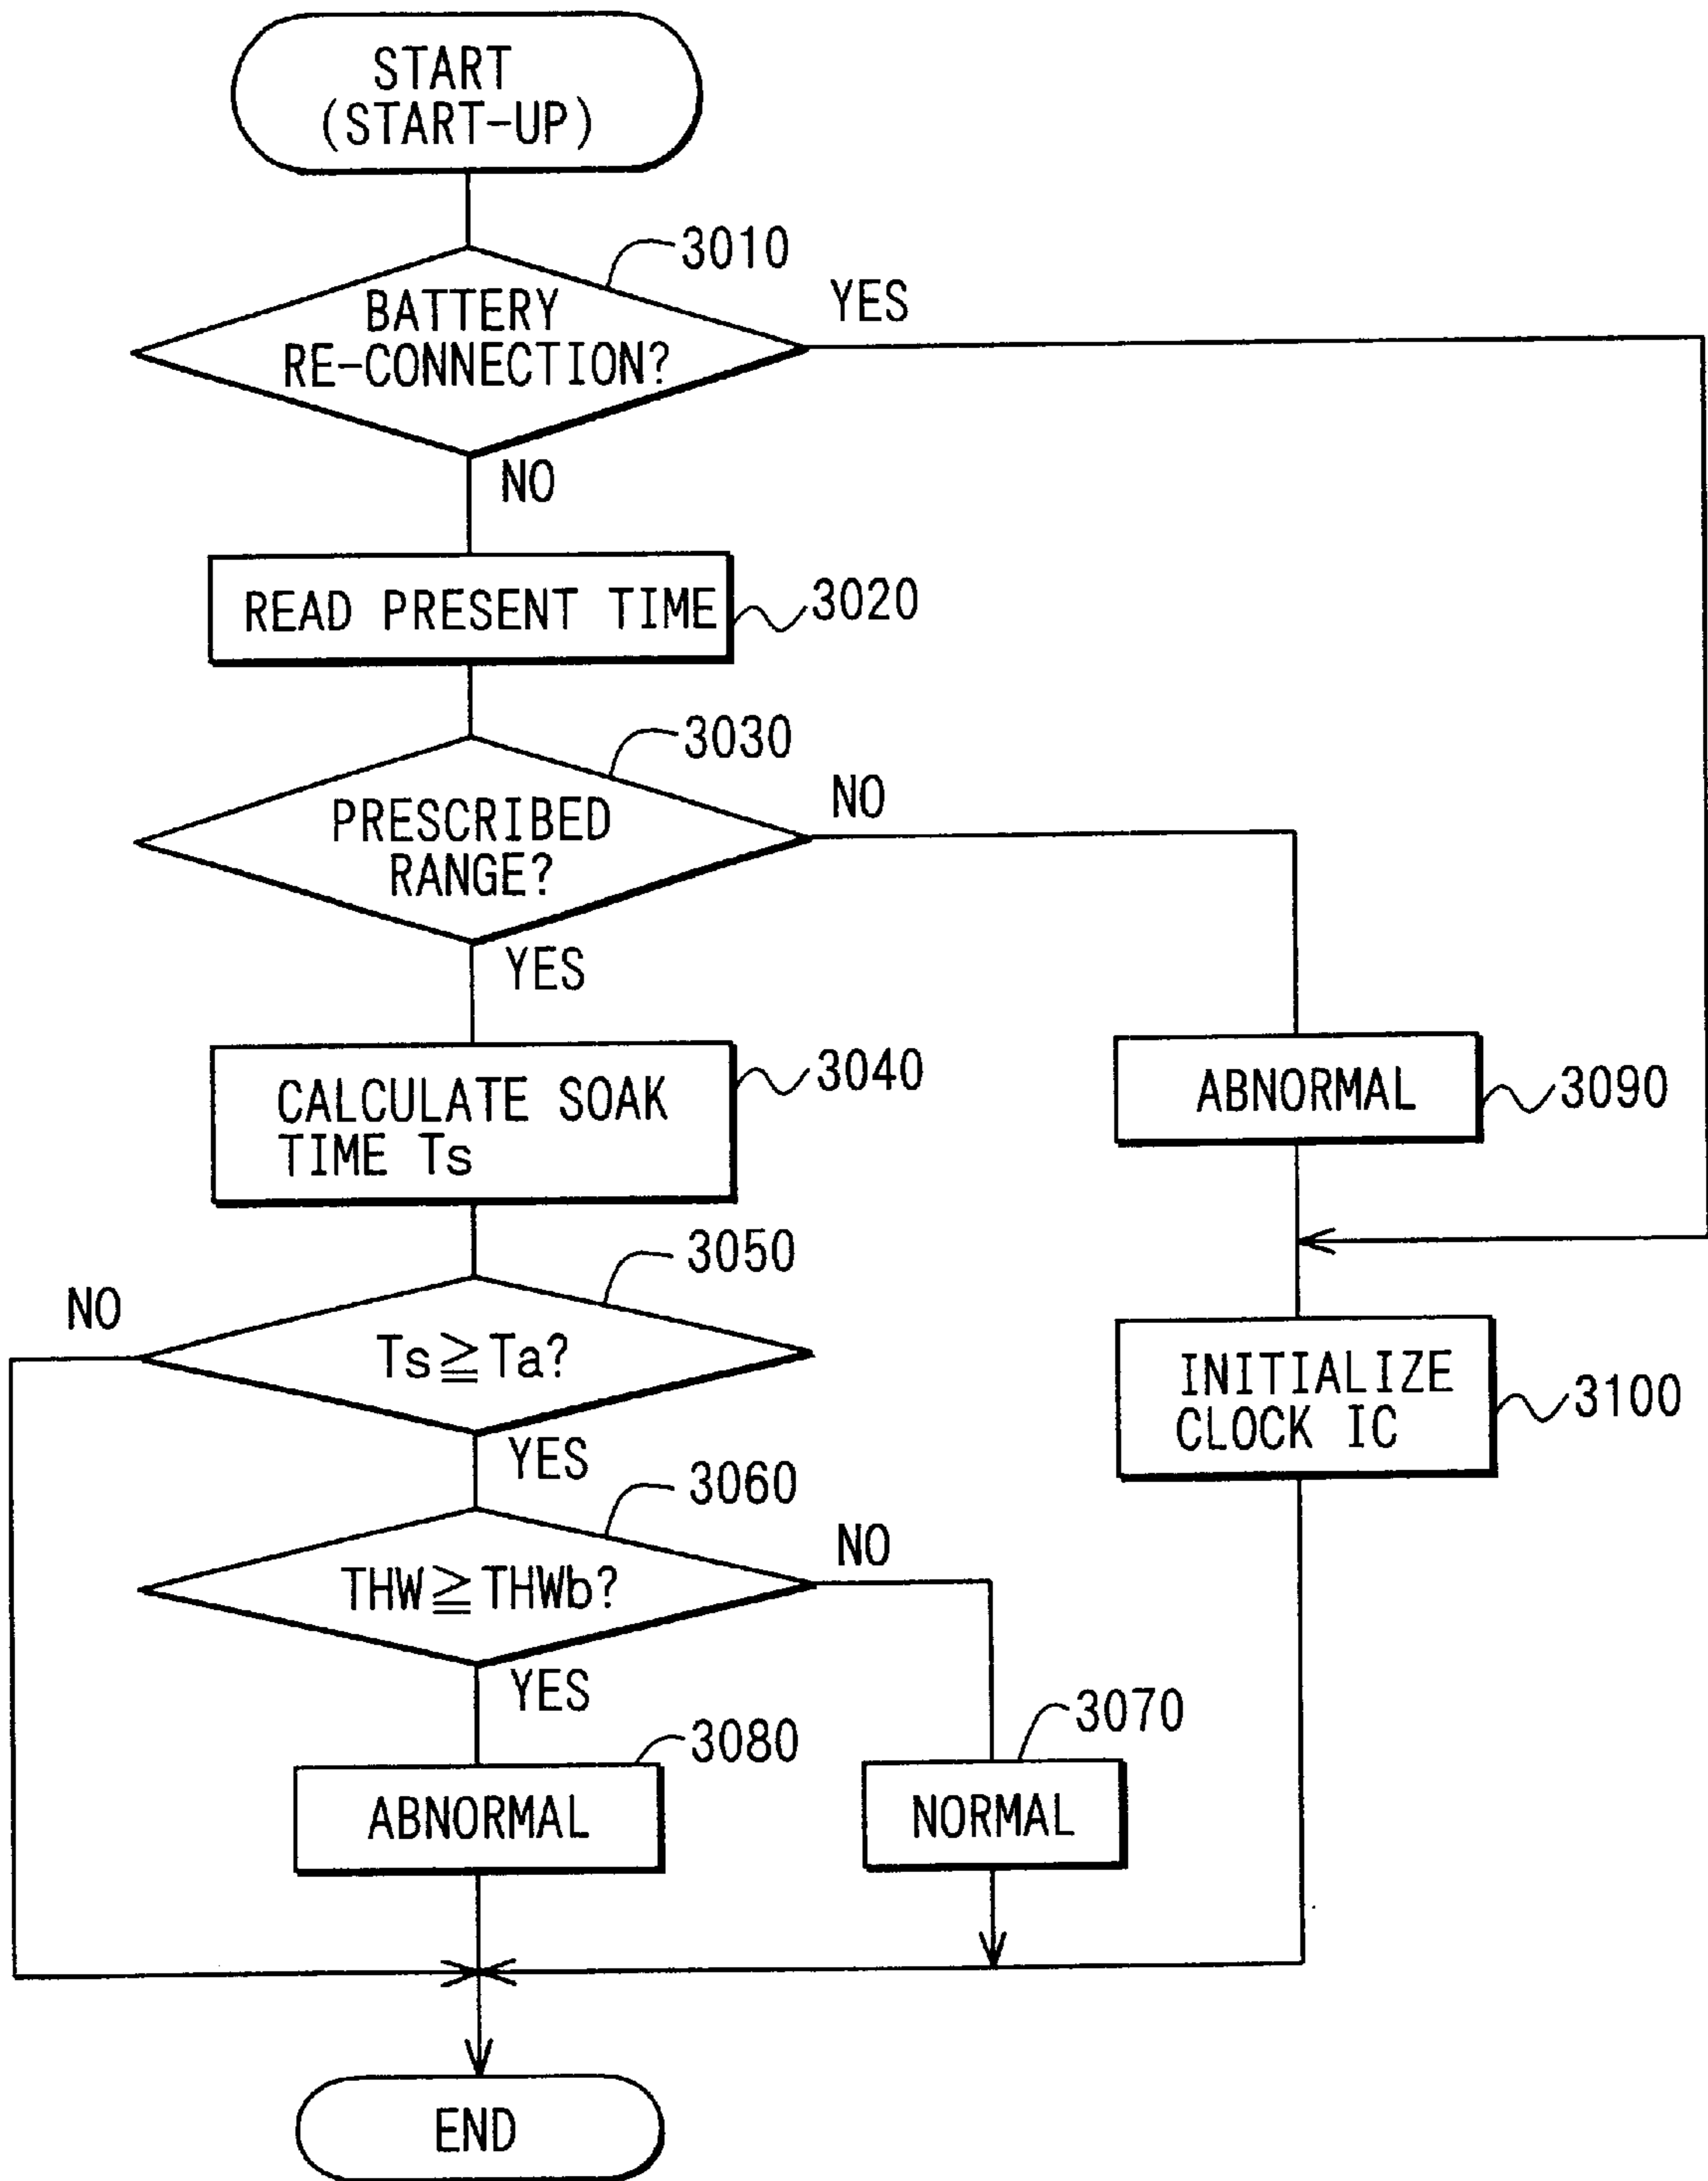 START
(START-UP)
3010
BATTERY
RE-CONNECTION?
YES
NO
READ PRESENT TIME
3020
3030
PRESCRIBED
RANGE?
NO
YES
CALCULATE SOAK
TIME Ts
3040
ABNORMAL
3090
3050
NO
Ts≧Ta?
YES
INITIALIZE
CLOCK IC
3100
3060
THW≧THWb?
NO
YES
3080
ABNORMAL
3070
NORMAL
END